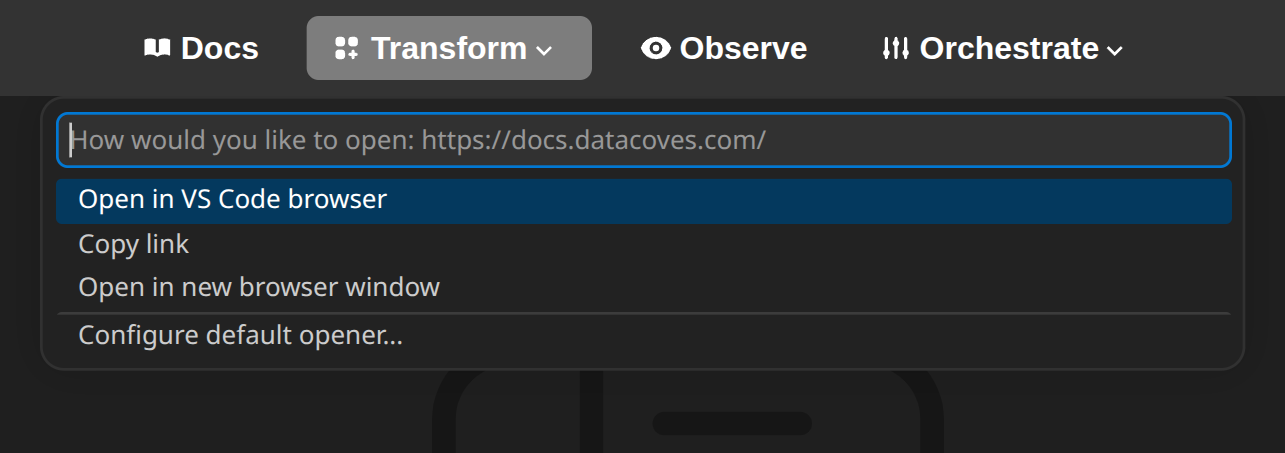 Docs Transform Observe Orchestrate
How would you like to open: https://docs.datacoves.com/
Open in VS Code browser
Copy link
Open in new browser window
Configure default opener...